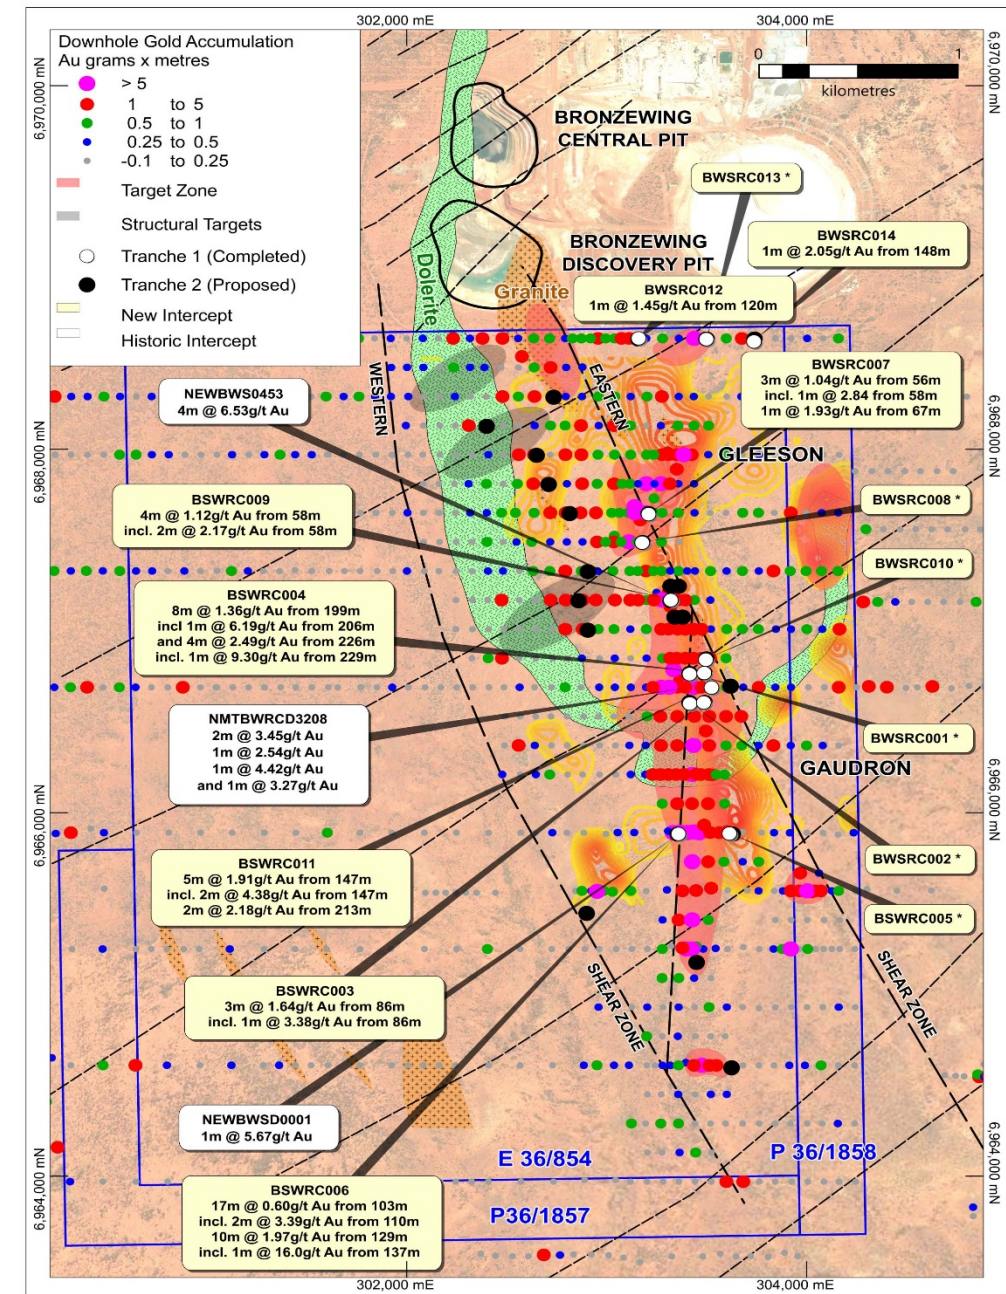 302,000 mE
304,000 mE
6,970,000 mN
6,970,000 mN
Downhole Gold Accumulation
Au grams x metres
> 5
1 to 5
0.5 to 1
0.25 to 0.5
-0.1 to 0.25
Target Zone
Structural Targets
Tranche 1 (Completed)
Tranche 2 (Proposed)
New Intercept
Historic Intercept
0
1
kilometres
BRONZEWING
CENTRAL PIT
BWSRC013 *
BWSRC014
1m @ 2.05g/t Au from 148m
BRONZEWING
DISCOVERY PIT
Dolerite
Granite
BWSRC012
1m @ 1.45g/t Au from 120m
WESTERN
EASTERN
BWSRC007
3m @ 1.04g/t Au from 56m
incl. 1m @ 2.84 from 58m
1m @ 1.93g/t Au from 67m
NEWBWS0453
4m @ 6.53g/t Au
6,968,000 mN
6,968,000 mN
GLEESON
BSWRC009
4m @ 1.12g/t Au from 58m
incl. 2m @ 2.17g/t Au from 58m
BWSRC008 *
BWSRC010 *
BSWRC004
8m @ 1.36g/t Au from 199m
incl 1m @ 6.19g/t Au from 206m
and 4m @ 2.49g/t Au from 226m
incl. 1m @ 9.30g/t Au from 229m
NMTBWRCD3208
2m @ 3.45g/t Au
1m @ 2.54g/t Au
1m @ 4.42g/t Au
and 1m @ 3.27g/t Au
BWSRC001 *
GAUDRON
6,966,000 mN
6,966,000 mN
BSWRC011
5m @ 1.91g/t Au from 147m
incl. 2m @ 4.38g/t Au from 147m
2m @ 2.18g/t Au from 213m
BWSRC002 *
BSWRC005 *
SHEAR ZONE
SHEAR ZONE
BSWRC003
3m @ 1.64g/t Au from 86m
incl. 1m @ 3.38g/t Au from 86m
NEWBWSD0001
1m @ 5.67g/t Au
E 36/854
P 36/1858
6,964,000 mN
6,964,000 mN
BSWRC006
17m @ 0.60g/t Au from 103m
incl. 2m @ 3.39g/t Au from 110m
10m @ 1.97g/t Au from 129m
incl. 1m @ 16.0g/t Au from 137m
P36/1857
302,000 mE
304,000 mE